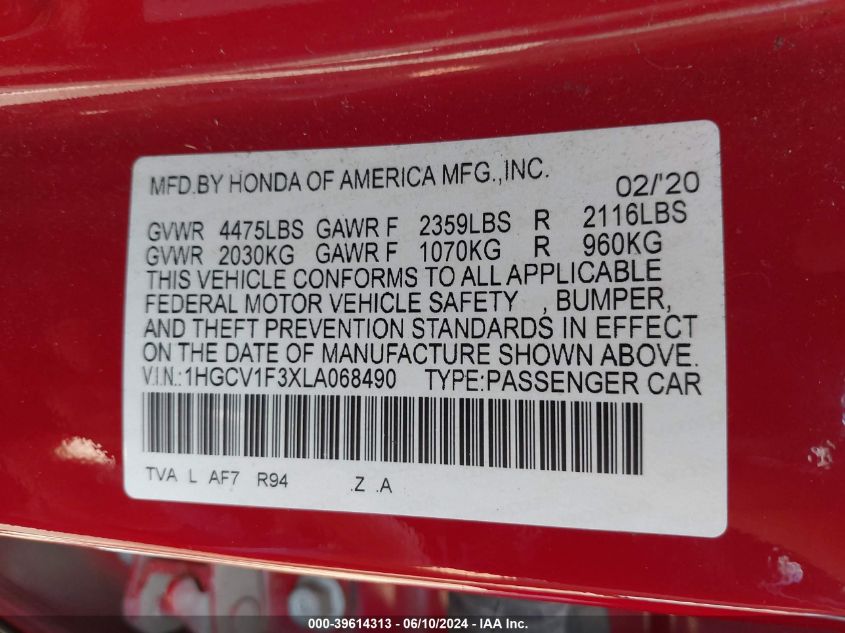 MFD.BY HONDA OF AMERICA MFG.,INC. 02/'20
GVWR 4475LBS GAWR F 2359LBS R 2116LBS
GVWR 2030KG GAWR F 1070KG R 960KG
THIS VEHICLE CONFORMS TO ALL APPLICABLE
FEDERAL MOTOR VEHICLE SAFETY , BUMPER,
AND THEFT PREVENTION STANDARDS IN EFFECT
ON THE DATE OF MANUFACTURE SHOWN ABOVE.
V.I.N.:1HGCV1F3XLA068490 TYPE:PASSENGER CAR
TVA L AF7 R94 .Z .A
000-39614313 - 06/10/2024 - IAA Inc.